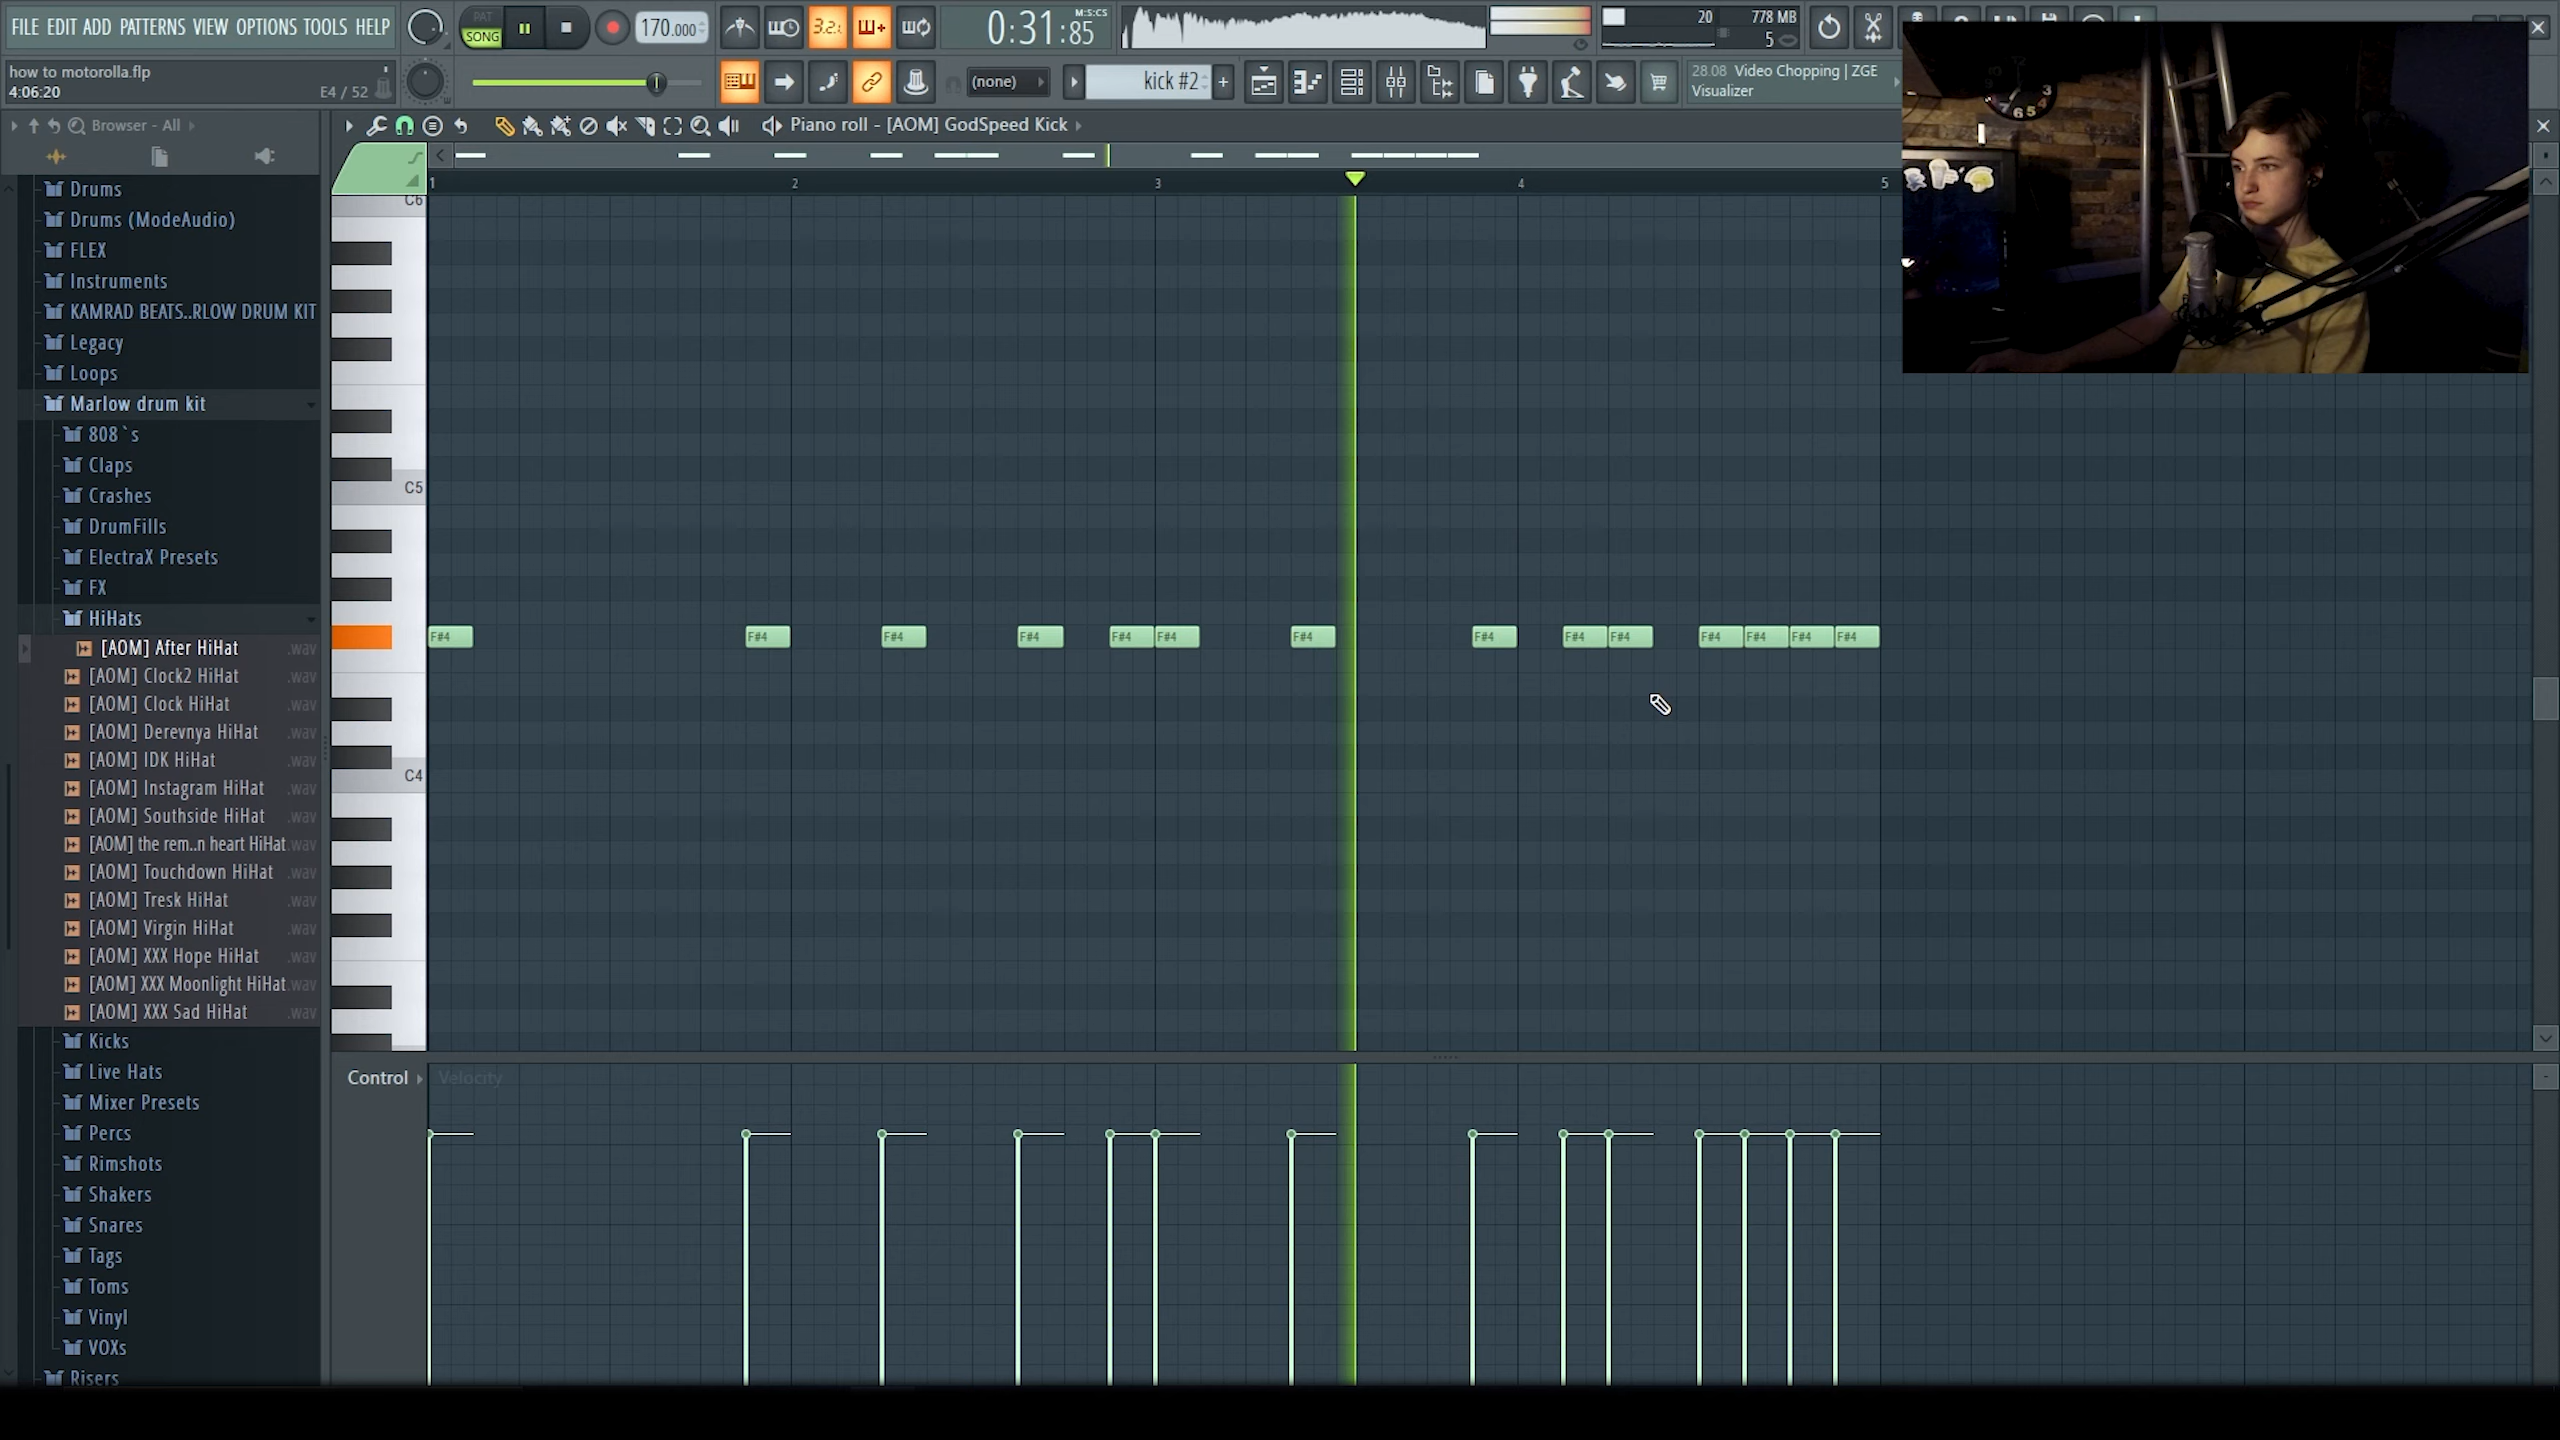 FILE EDIT ADD PATTERNS VIEW OPTIONS TOOLS HELP
PAT
SONG
170.000
3.2.
0:31:85
M:S:CS
20
778 MB
5
how to motorolla.flp
4:06:20
E4 / 52
(none)
kick #2
28.08 Video Chopping | ZGE
Visualizer
Browser - All
Piano roll - [AOM] GodSpeed Kick
1 2 3 4 5
Drums
Drums (ModeAudio)
FLEX
Instruments
KAMRAD BEATS..RLOW DRUM KIT
Legacy
Loops
Marlow drum kit
808`s
Claps
Crashes
DrumFills
ElectraX Presets
FX
HiHats
[AOM] After HiHat .wav
[AOM] Clock2 HiHat .wav
[AOM] Clock HiHat .wav
[AOM] Derevnya HiHat .wav
[AOM] IDK HiHat .wav
[AOM] Instagram HiHat .wav
[AOM] Southside HiHat .wav
[AOM] the rem..n heart HiHat .wav
[AOM] Touchdown HiHat .wav
[AOM] Tresk HiHat .wav
[AOM] Virgin HiHat .wav
[AOM] XXX Hope HiHat .wav
[AOM] XXX Moonlight HiHat .wav
[AOM] XXX Sad HiHat .wav
Kicks
Live Hats
Mixer Presets
Percs
Rimshots
Shakers
Snares
Tags
Toms
Vinyl
VOXs
Risers
C6
C5
F#4 F#4 F#4 F#4 F#4 F#4 F#4 F#4 F#4 F#4 F#4 F#4 F#4 F#4
C4
Control
Velocity